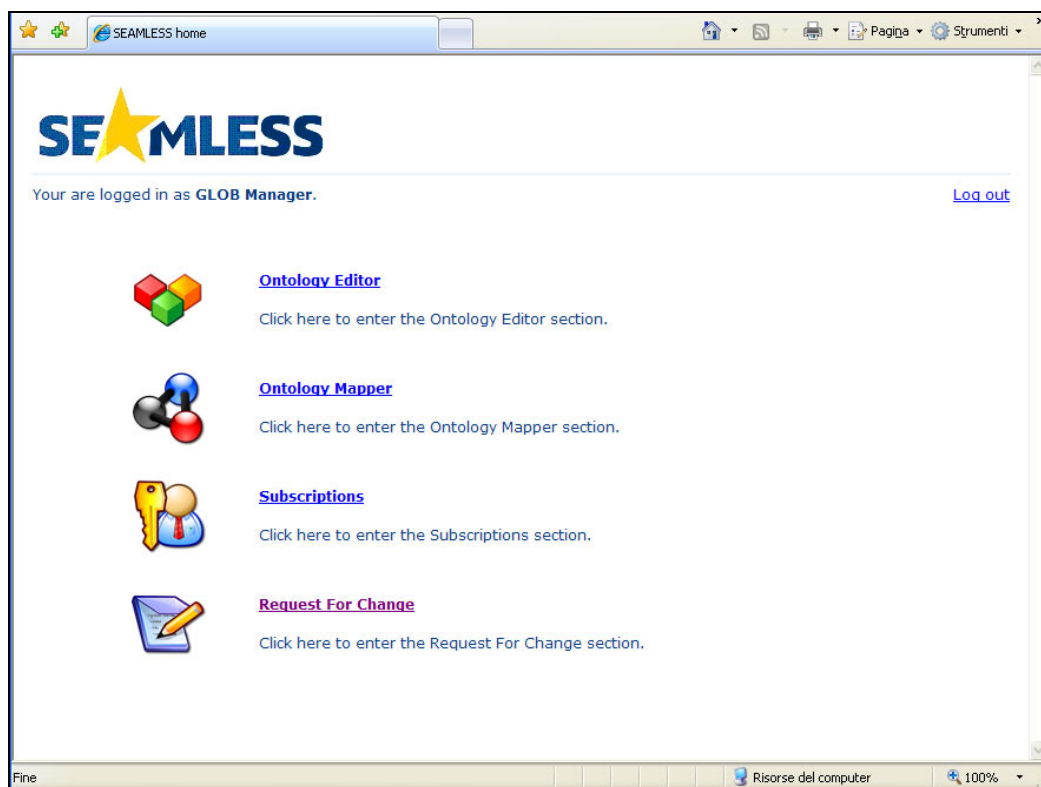 SEAMLESS home
Pagina
Strumenti
SEAMLESS
Your are logged in as GLOB Manager.
Log out
Ontology Editor
Click here to enter the Ontology Editor section.
Ontology Mapper
Click here to enter the Ontology Mapper section.
Subscriptions
Click here to enter the Subscriptions section.
Request For Change
Click here to enter the Request For Change section.
Fine
Risorse del computer
100%